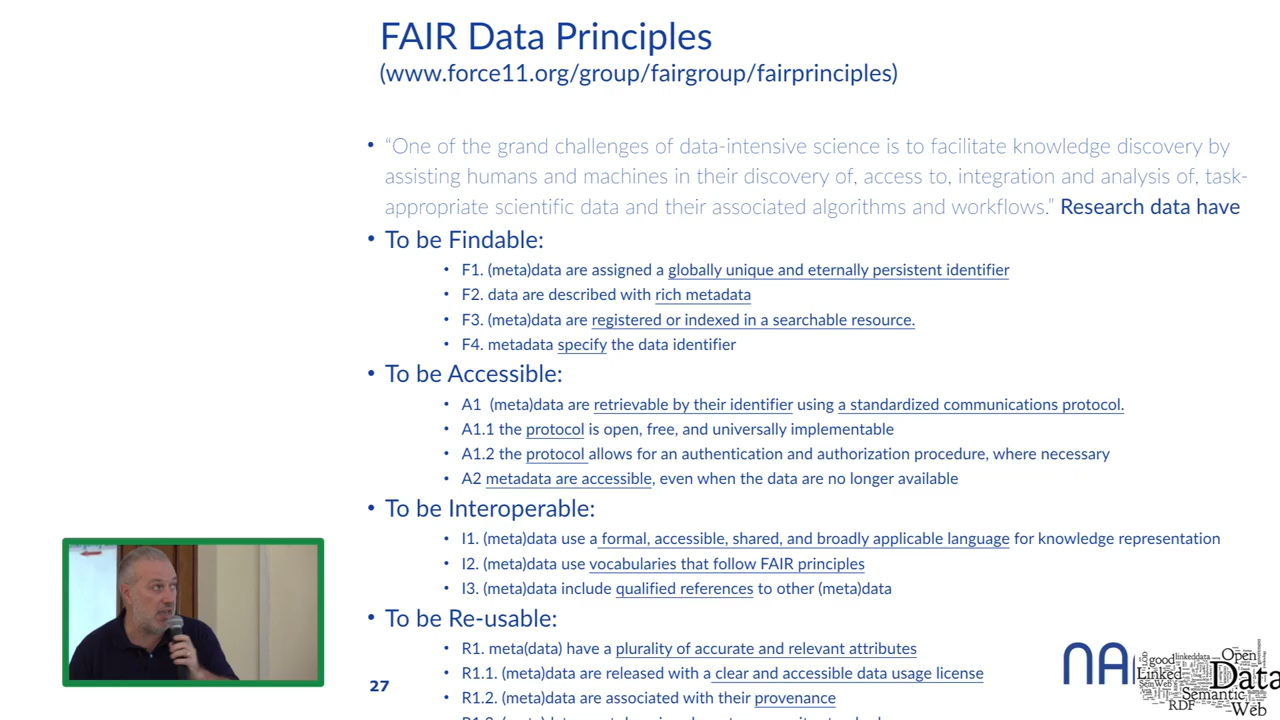 FAIR Data Principles
(www.force11.org/group/fairgroup/fairprinciples)
• “One of the grand challenges of data-intensive science is to facilitate knowledge discovery by
assisting humans and machines in their discovery of, access to, integration and analysis of, task-
appropriate scientific data and their associated algorithms and workflows.” Research data have
• To be Findable:
• F1. (meta)data are assigned a globally unique and eternally persistent identifier
• F2. data are described with rich metadata
• F3. (meta)data are registered or indexed in a searchable resource.
• F4. metadata specify the data identifier
• To be Accessible:
• A1 (meta)data are retrievable by their identifier using a standardized communications protocol.
• A1.1 the protocol is open, free, and universally implementable
• A1.2 the protocol allows for an authentication and authorization procedure, where necessary
• A2 metadata are accessible, even when the data are no longer available
• To be Interoperable:
• I1. (meta)data use a formal, accessible, shared, and broadly applicable language for knowledge representation
• I2. (meta)data use vocabularies that follow FAIR principles
• I3. (meta)data include qualified references to other (meta)data
• To be Re-usable:
• R1. meta(data) have a plurality of accurate and relevant attributes
• R1.1. (meta)data are released with a clear and accessible data usage license
• R1.2. (meta)data are associated with their provenance
27
NA
good linkeddata Open
Linked Data
Semantic
RDF Web